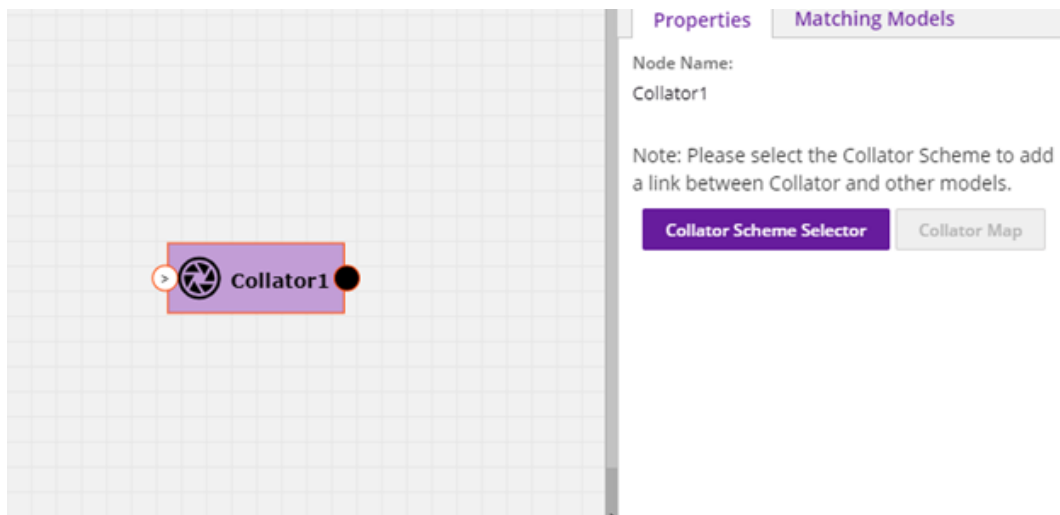 Properties
Matching Models
Node Name:
Collator1
Note: Please select the Collator Scheme to add
a link between Collator and other models.
Collator Scheme Selector
Collator Map
> Collator1